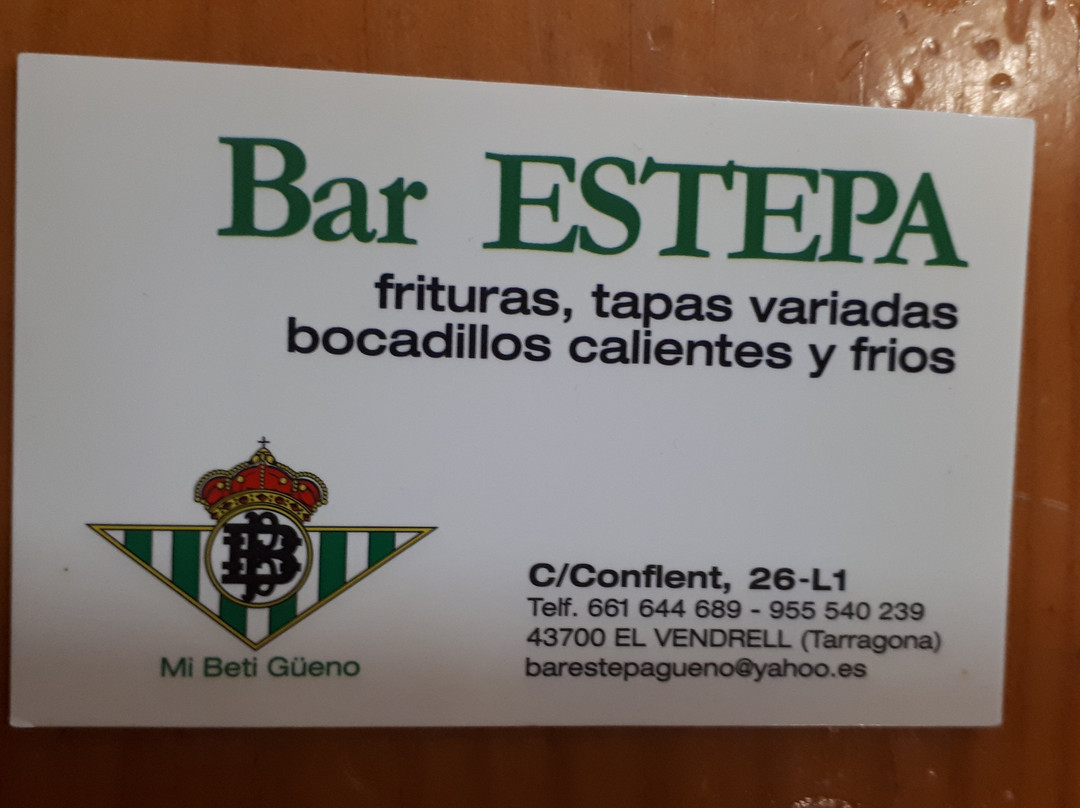 Bar ESTEPA
frituras, tapas variadas
bocadillos calientes y frios
C/Conflent, 26-L1
Telf. 661 644 689 - 955 540 239
43700 EL VENDRELL (Tarragona)
barestepagueno@yahoo.es
Mi Beti Güeno